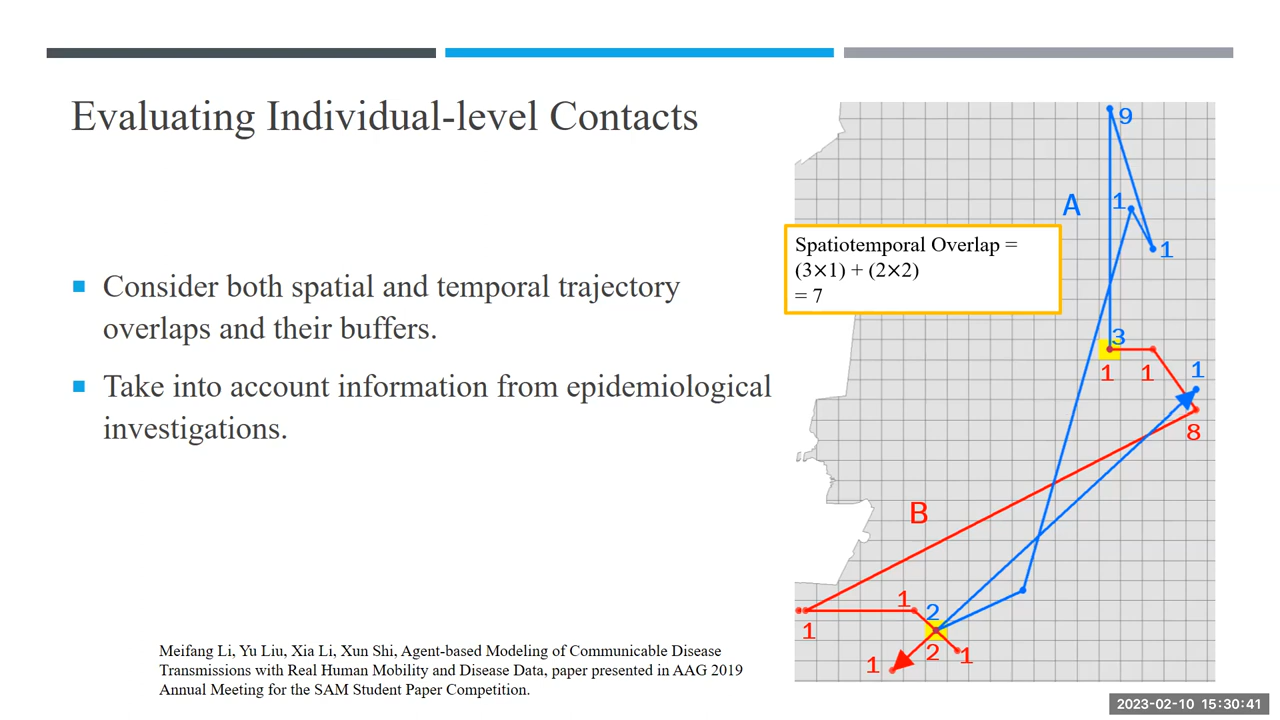 Evaluating Individual-level Contacts
Consider both spatial and temporal trajectory
overlaps and their buffers.
Take into account information from epidemiological
investigations.
Meifang Li, Yu Liu, Xia Li, Xun Shi, Agent-based Modeling of Communicable Disease
Transmissions with Real Human Mobility and Disease Data, paper presented in AAG 2019
Annual Meeting for the SAM Student Paper Competition.
Spatiotemporal Overlap =
(3×1) + (2×2)
= 7
9
A
1
1
3
1
1
1
8
B
1
1
2
2
1
1
2023-02-10 15:30:41